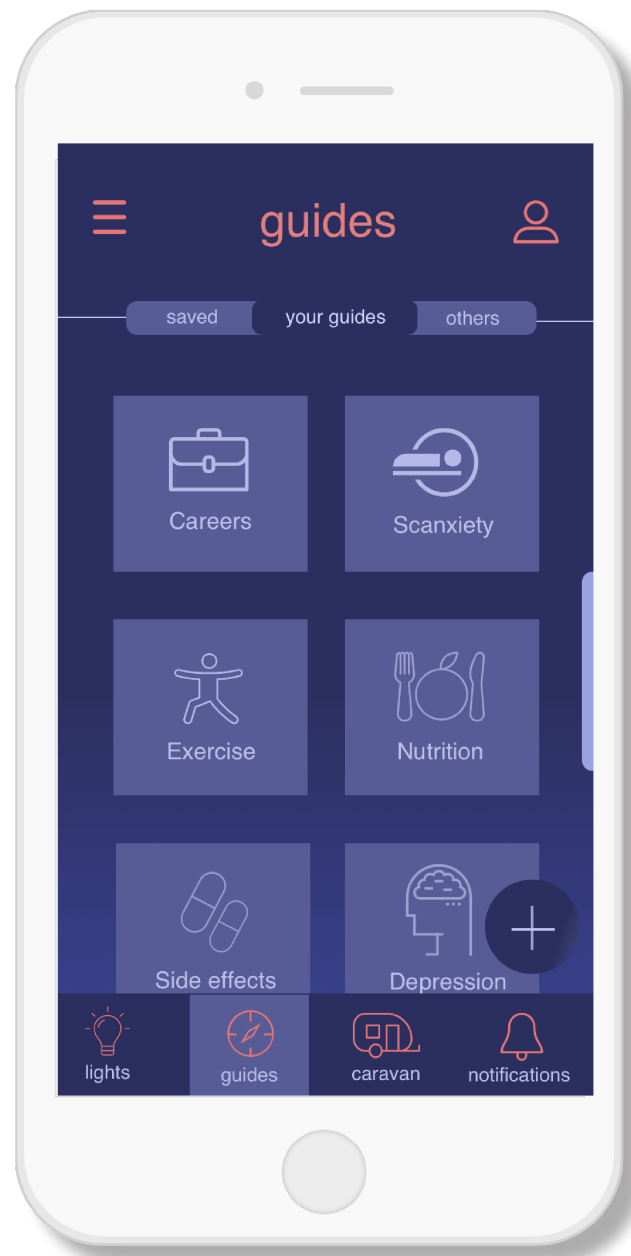 guides
saved your guides others
Careers Scanxiety
Exercise Nutrition
Side effects Depression
lights guides caravan notifications